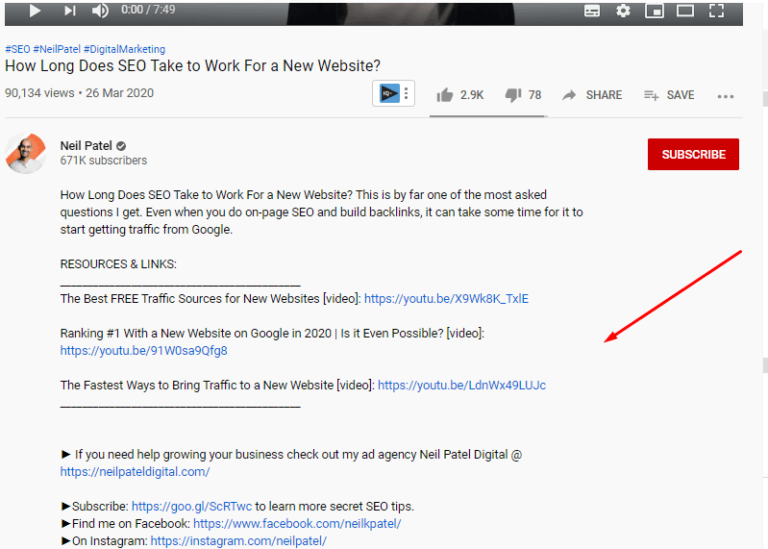 0:00 / 7:49
#SEO #NeilPatel #DigitalMarketing
How Long Does SEO Take to Work For a New Website?
90,134 views • 26 Mar 2020
2.9K 78 SHARE SAVE
Neil Patel
671K subscribers
SUBSCRIBE
How Long Does SEO Take to Work For a New Website? This is by far one of the most asked
questions I get. Even when you do on-page SEO and build backlinks, it can take some time for it to
start getting traffic from Google.
RESOURCES & LINKS:
____________________________________________
The Best FREE Traffic Sources for New Websites [video]: https://youtu.be/X9Wk8K_TxlE
Ranking #1 With a New Website on Google in 2020 | Is it Even Possible? [video]:
https://youtu.be/91W0sa9Qfg8
The Fastest Ways to Bring Traffic to a New Website [video]: https://youtu.be/LdnWx49LUJc
____________________________________________
► If you need help growing your business check out my ad agency Neil Patel Digital @
https://neilpateldigital.com/
►Subscribe: https://goo.gl/ScRTwc to learn more secret SEO tips.
►Find me on Facebook: https://www.facebook.com/neilkpatel/
►On Instagram: https://instagram.com/neilpatel/